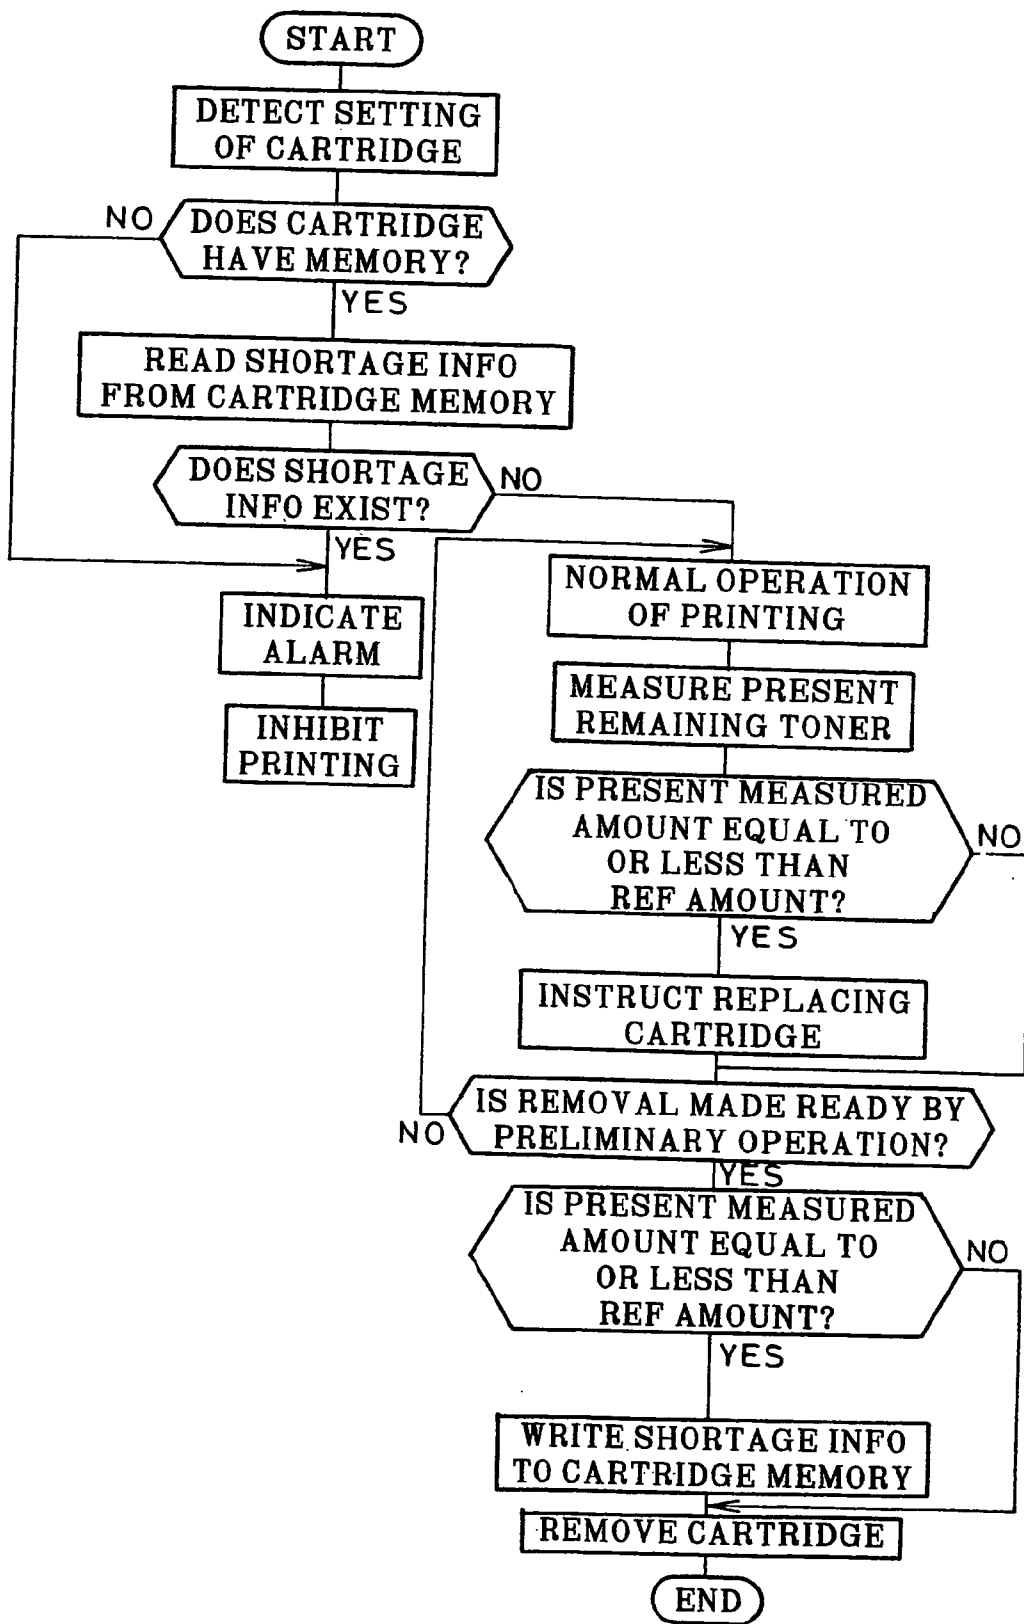 START
DETECT SETTING
OF CARTRIDGE
NO
DOES CARTRIDGE
HAVE MEMORY?
YES
READ SHORTAGE INFO
FROM CARTRIDGE MEMORY
DOES SHORTAGE
INFO EXIST?
NO
YES
INDICATE
ALARM
INHIBIT
PRINTING
NORMAL OPERATION
OF PRINTING
MEASURE PRESENT
REMAINING TONER
IS PRESENT MEASURED
AMOUNT EQUAL TO
OR LESS THAN
REF AMOUNT?
NO
YES
INSTRUCT REPLACING
CARTRIDGE
IS REMOVAL MADE READY BY
PRELIMINARY OPERATION?
NO
YES
IS PRESENT MEASURED
AMOUNT EQUAL TO
OR LESS THAN
REF AMOUNT?
NO
YES
WRITE SHORTAGE INFO
TO CARTRIDGE MEMORY
REMOVE CARTRIDGE
END